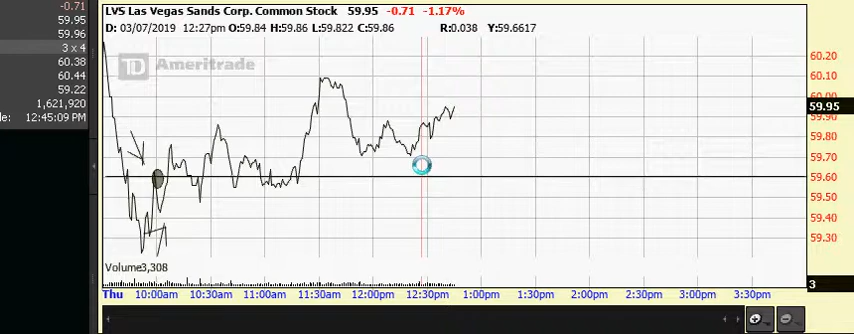 -0.71
59.95
59.96
3 x 4
60.38
60.44
59.22
1,621,920
de: 12:45:09 PM
LVS Las Vegas Sands Corp. Common Stock 59.95 -0.71 -1.17%
D: 03/07/2019 12:27pm O:59.84 H:59.86 L:59.822 C:59.86 R:0.038 Y:59.6617
TD Ameritrade
60.20
60.10
60.00
59.95
59.90
59.80
59.70
59.60
59.50
59.40
59.30
Volume3,308
3
Thu 10:00am 10:30am 11:00am 11:30am 12:00pm 12:30pm 1:00pm 1:30pm 2:00pm 2:30pm 3:00pm 3:30pm